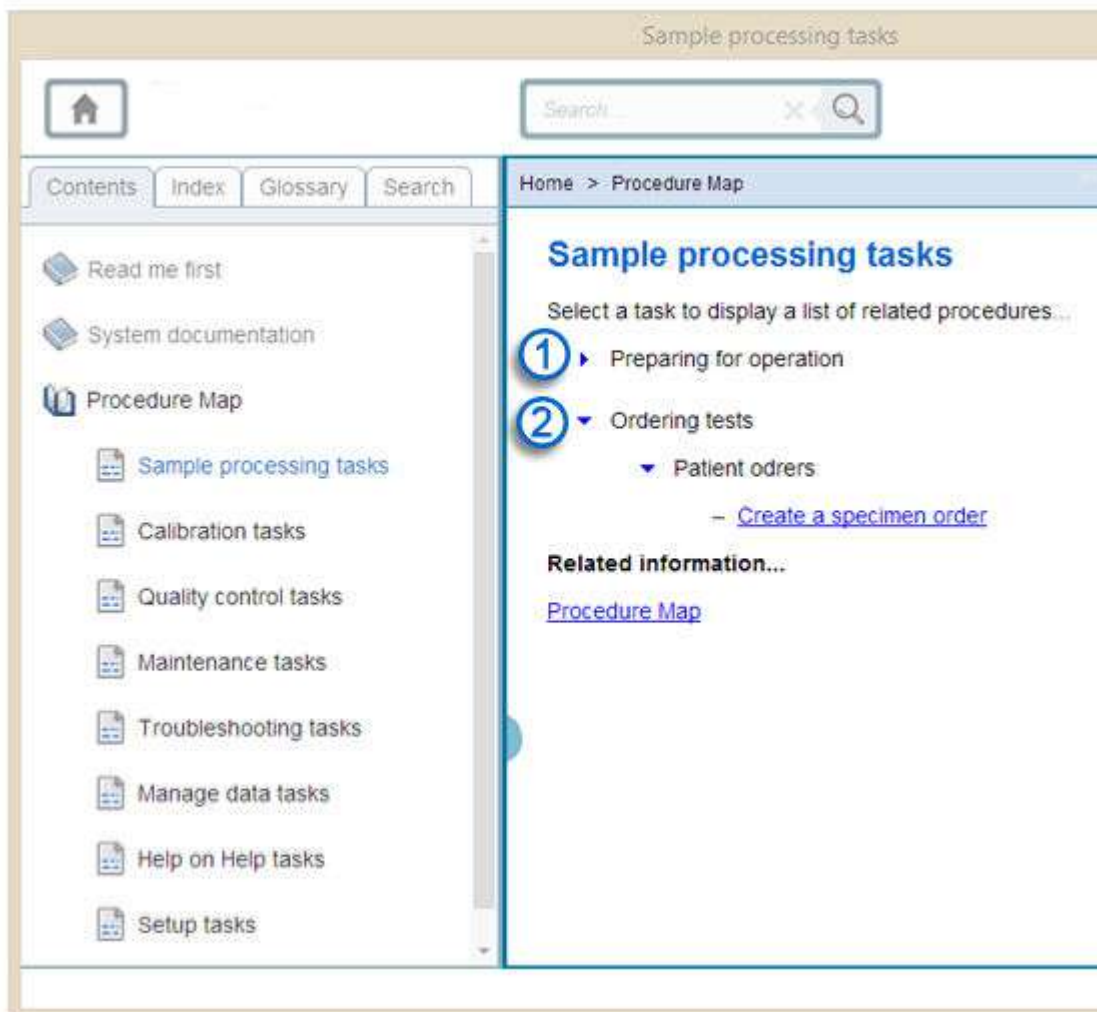 Sample processing tasks
Search...
Contents Index Glossary Search
Read me first
System documentation
Procedure Map
Sample processing tasks
Calibration tasks
Quality control tasks
Maintenance tasks
Troubleshooting tasks
Manage data tasks
Help on Help tasks
Setup tasks
Home > Procedure Map
Sample processing tasks
Select a task to display a list of related procedures...
1 Preparing for operation
2 Ordering tests
Patient odrers
– Create a specimen order
Related information...
Procedure Map